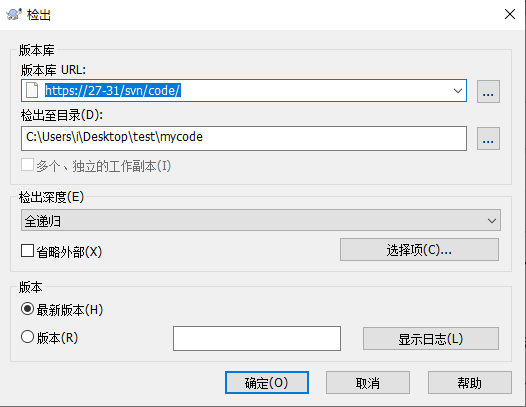 检出
版本库
版本库 URL:
https://27-31/svn/code/
...
检出至目录(D):
C:\Users\i\Desktop\test\mycode
...
多个、独立的工作副本(I)
检出深度(E)
全递归
省略外部(X)
选择项(C)...
版本
最新版本(H)
版本(R)
显示日志(L)
确定(O)
取消
帮助